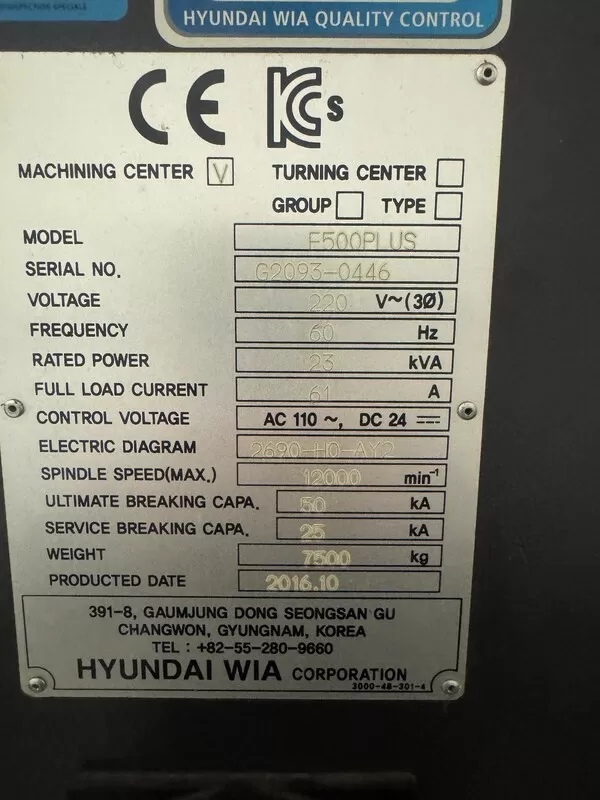 HYUNDAI WIA QUALITY CONTROL
CE KC s
MACHINING CENTER V TURNING CENTER
GROUP TYPE
MODEL F500PLUS
SERIAL NO. G2093-0446
VOLTAGE 220 V~(3Ø)
FREQUENCY 60 Hz
RATED POWER 23 kVA
FULL LOAD CURRENT 61 A
CONTROL VOLTAGE AC 110 ~, DC 24 ⎓
ELECTRIC DIAGRAM 2690-H0-AY2
SPINDLE SPEED(MAX.) 12000 min⁻¹
ULTIMATE BREAKING CAPA. 50 kA
SERVICE BREAKING CAPA. 25 kA
WEIGHT 7500 kg
PRODUCTED DATE 2016.10
391-8, GAUMJUNG DONG SEONGSAN GU
CHANGWON, GYUNGNAM, KOREA
TEL : +82-55-280-9660
HYUNDAI WIA CORPORATION
3000-48-301-4